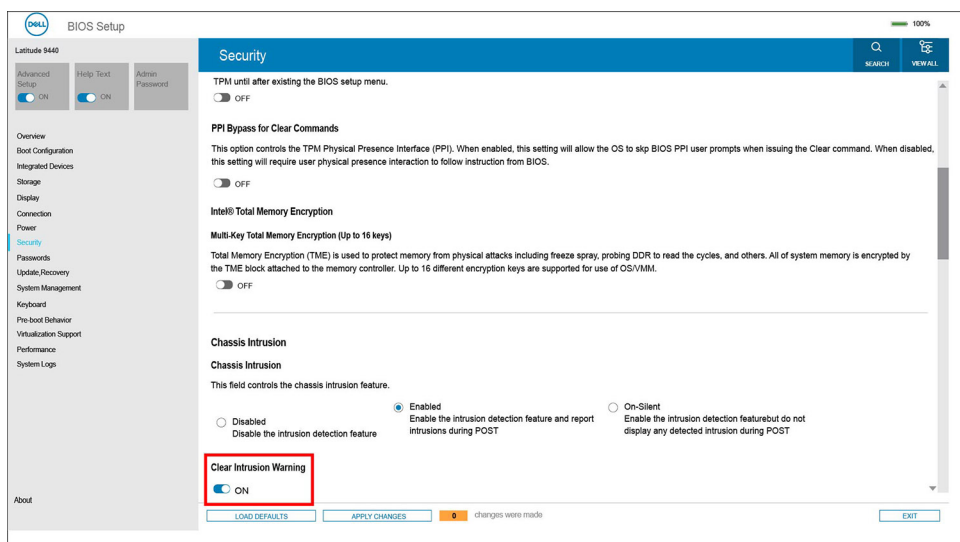 DELL
BIOS Setup
100%
Latitude 9440
Advanced Setup
ON
Help Text
ON
Admin Password
Security
SEARCH
VIEW ALL
Overview
Boot Configuration
Integrated Devices
Storage
Display
Connection
Power
Security
Passwords
Update,Recovery
System Management
Keyboard
Pre-boot Behavior
Virtualization Support
Performance
System Logs
About
TPM until after existing the BIOS setup menu.
OFF
PPI Bypass for Clear Commands
This option controls the TPM Physical Presence Interface (PPI). When enabled, this setting will allow the OS to skp BIOS PPI user prompts when issuing the Clear command. When disabled,
this setting will require user physical presence interaction to follow instruction from BIOS.
OFF
Intel® Total Memory Encryption
Multi-Key Total Memory Encryption (Up to 16 keys)
Total Memory Encryption (TME) is used to protect memory from physical attacks including freeze spray, probing DDR to read the cycles, and others. All of system memory is encrypted by
the TME block attached to the memory controller. Up to 16 different encryption keys are supported for use of OS/VMM.
OFF
Chassis Intrusion
Chassis Intrusion
This field controls the chassis intrusion feature.
Disabled
Disable the intrusion detection feature
Enabled
Enable the intrusion detection feature and report
intrusions during POST
On-Silent
Enable the intrusion detection featurebut do not
display any detected intrusion during POST
Clear Intrusion Warning
ON
LOAD DEFAULTS
APPLY CHANGES
0
changes were made
EXIT